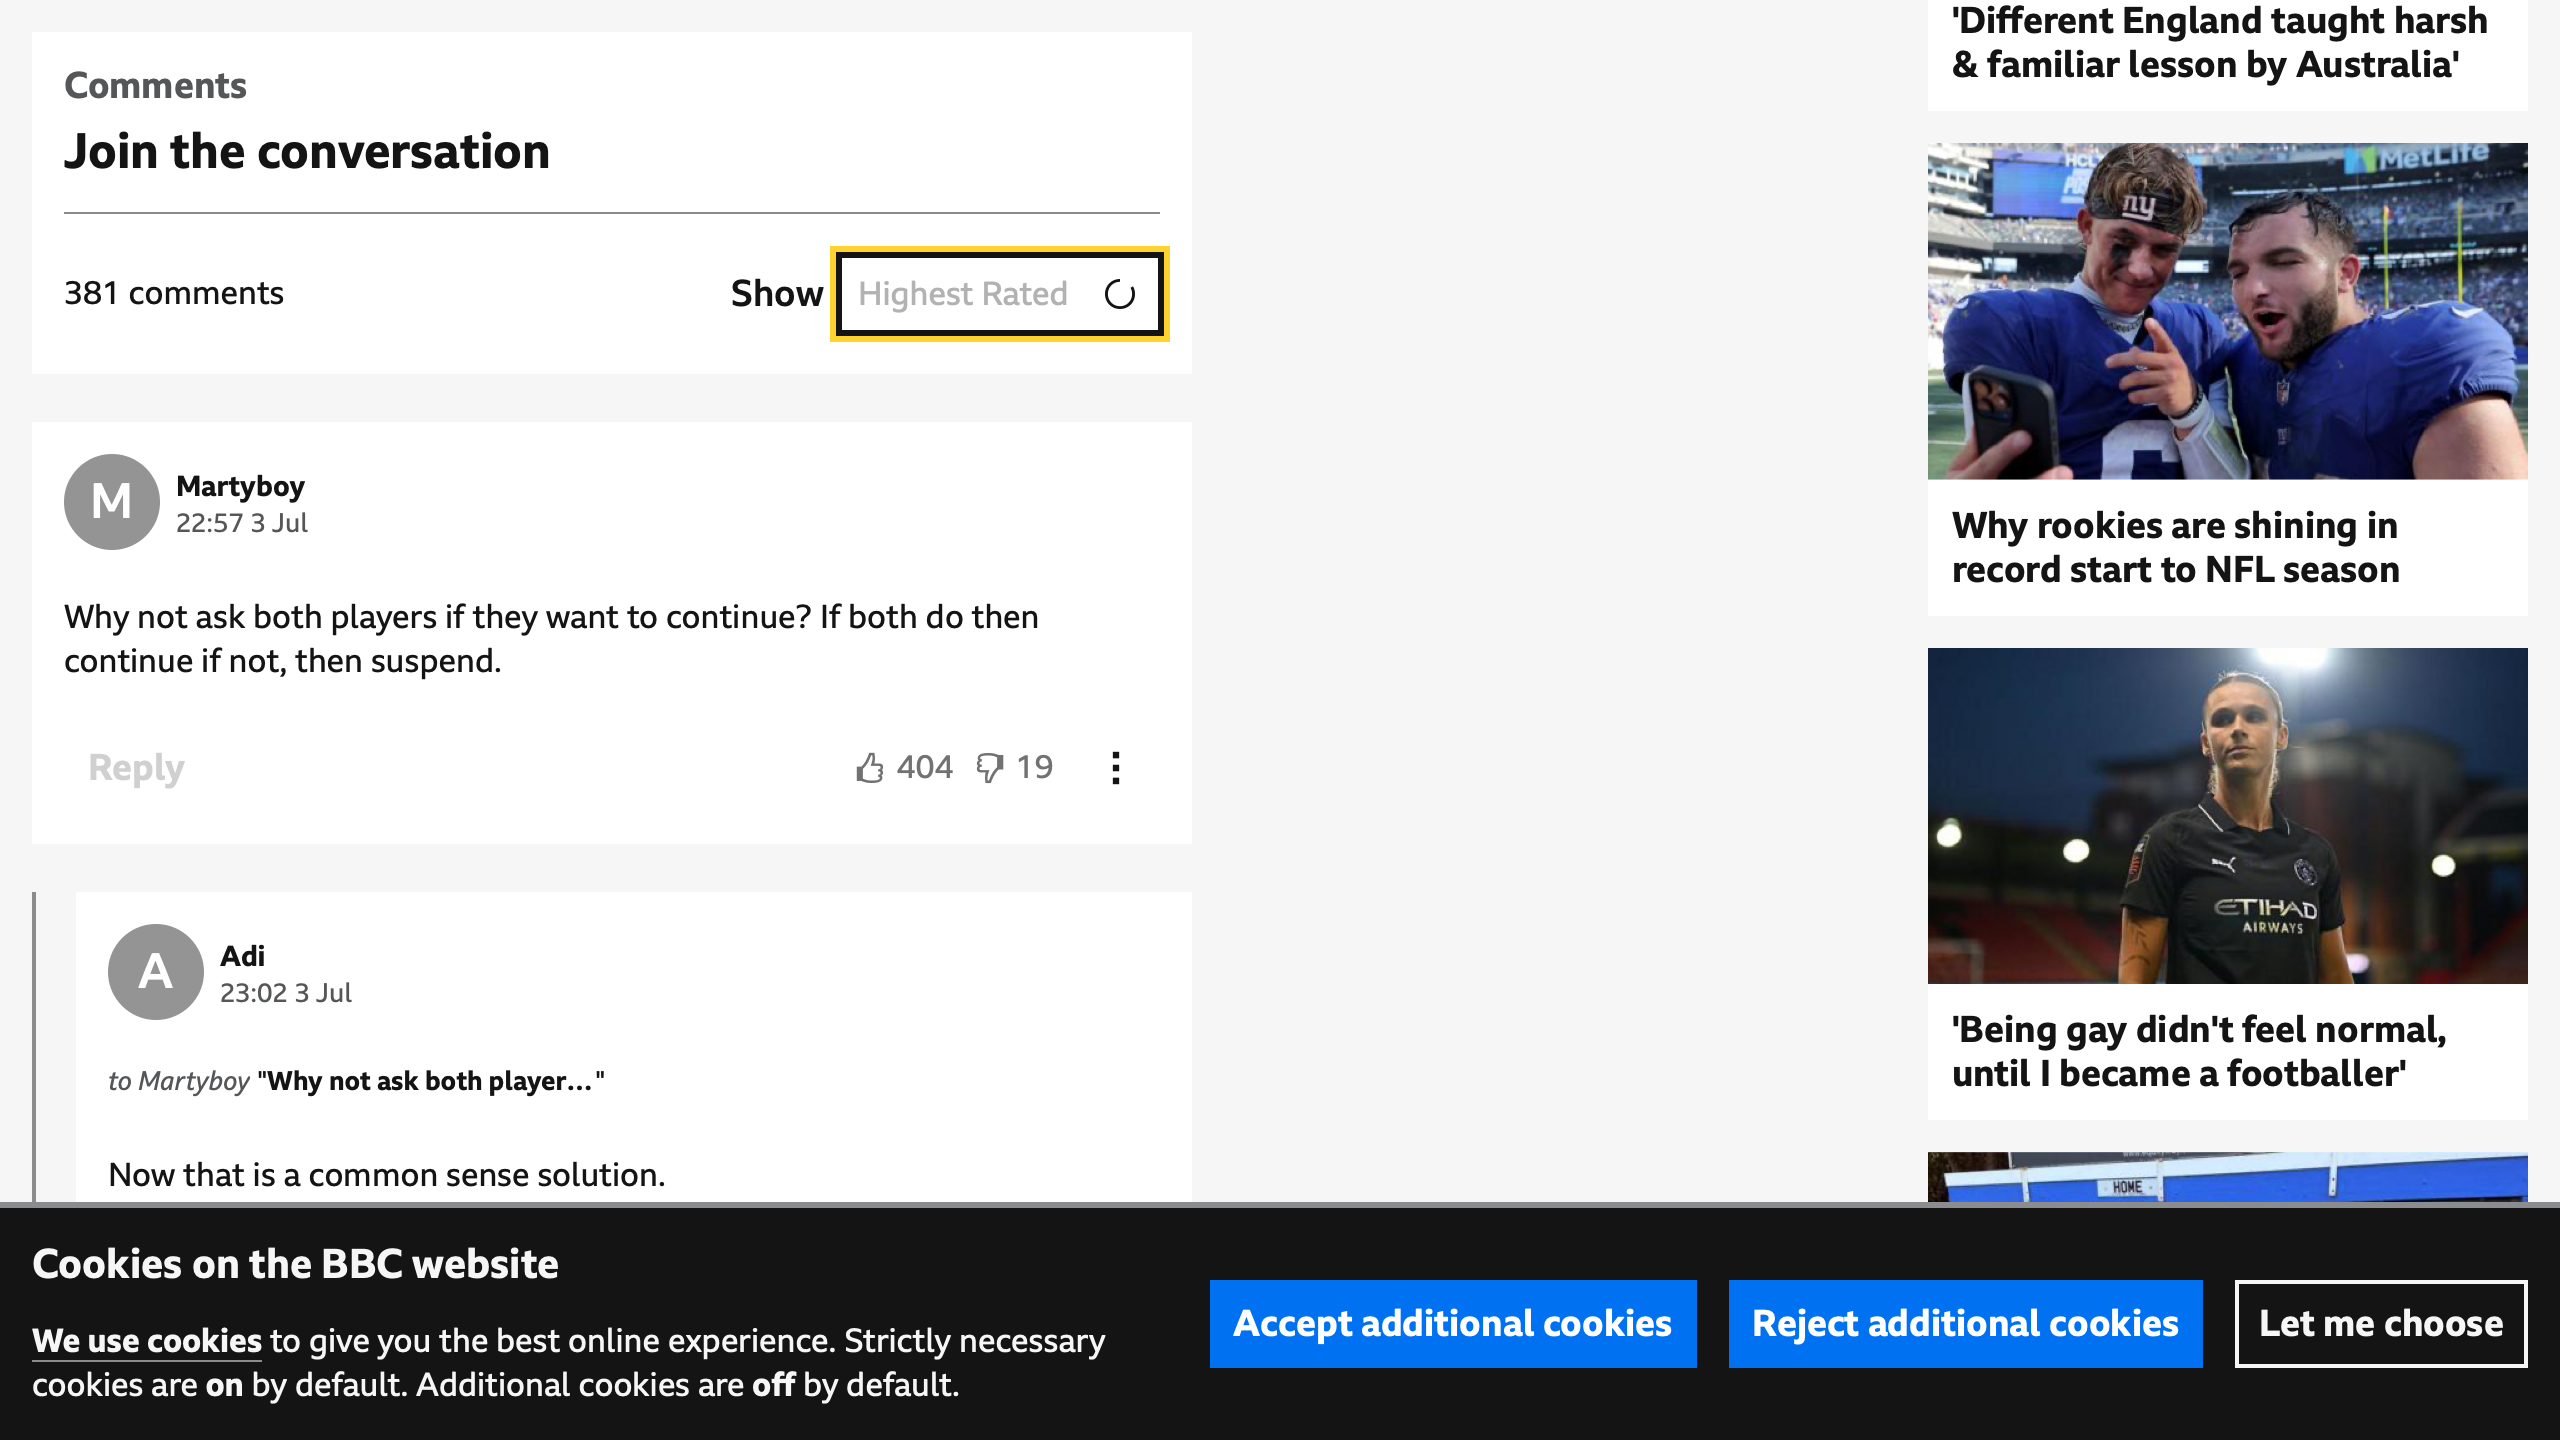 Comments
Join the conversation
381 comments
Show
Highest Rated
M
Martyboy
22:57 3 Jul
Why not ask both players if they want to continue? If both do then
continue if not, then suspend.
Reply
404
19
A
Adi
23:02 3 Jul
to Martyboy "Why not ask both player..."
Now that is a common sense solution.
'Different England taught harsh
& familiar lesson by Australia'
MetLife
ny
Why rookies are shining in
record start to NFL season
ETIHAD
AIRWAYS
'Being gay didn't feel normal,
until I became a footballer'
HOME
Cookies on the BBC website
We use cookies to give you the best online experience. Strictly necessary
cookies are on by default. Additional cookies are off by default.
Accept additional cookies
Reject additional cookies
Let me choose